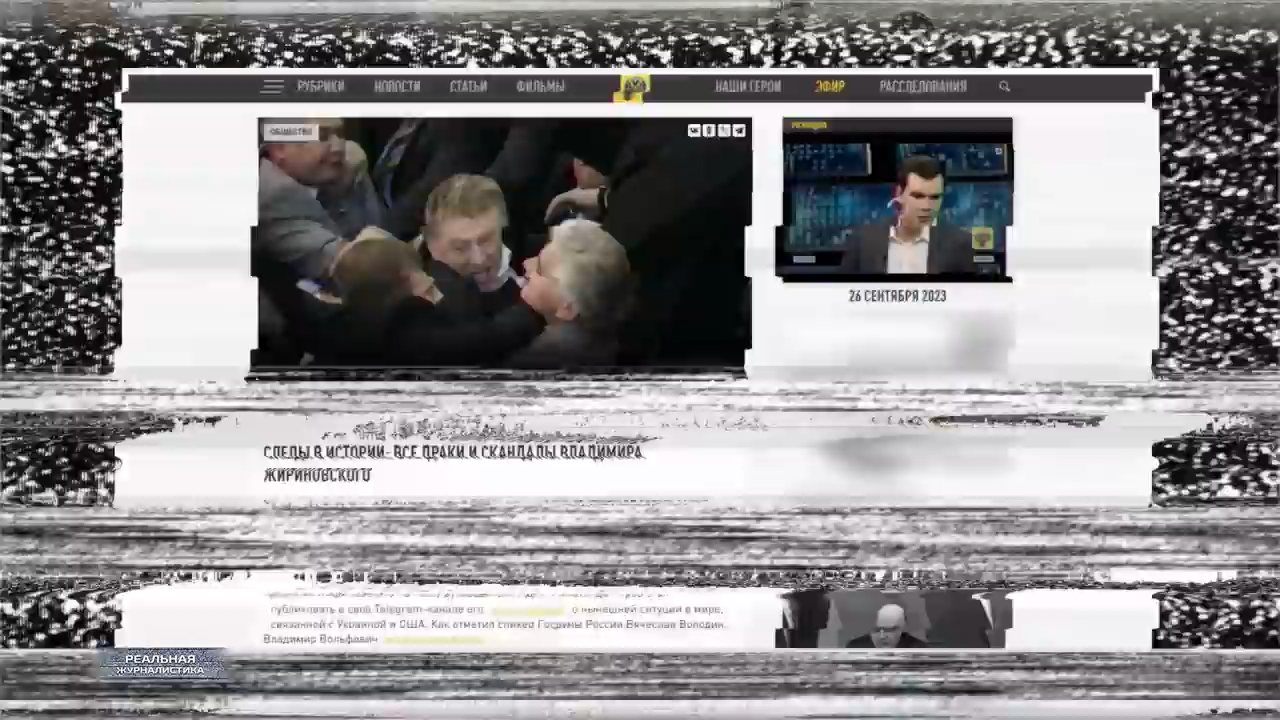 РУБРИКИ НОВОСТИ СТАТЬИ ФИЛЬМЫ НАШИ ГЕРОИ ЭФИР РАССЛЕДОВАНИЯ
ОБЩЕСТВО
26 СЕНТЯБРЯ 2023
СЛЕДЫ В ИСТОРИИ: ВСЕ ДРАКИ И СКАНДАЛЫ ВЛАДИМИРА
ЖИРИНОВСКОГО
публиковать в свой Telegram-канале его о нынешней ситуации в мире,
связанной с Украиной и США. Как отметил спикер Госдумы России Вячеслав Володин,
Владимир Вольфович
РЕАЛЬНАЯ
ЖУРНАЛИСТИКА